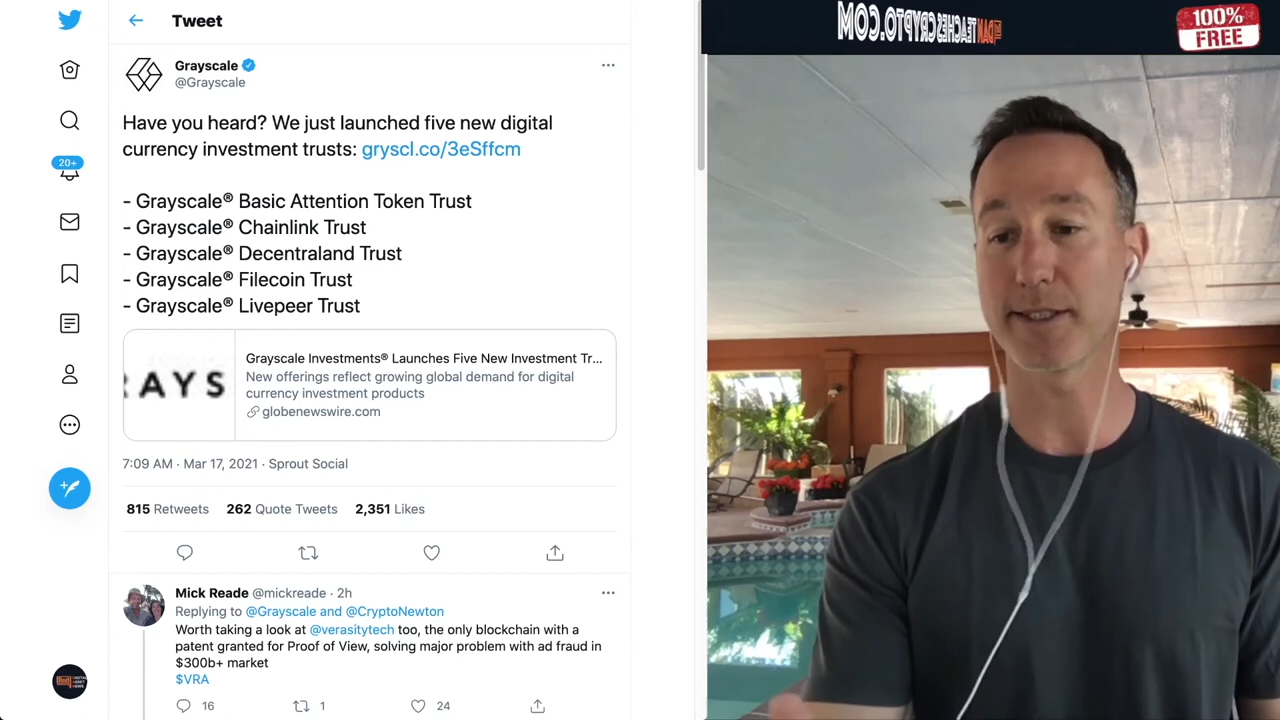 Tweet
Grayscale
@Grayscale
Have you heard? We just launched five new digital
currency investment trusts: gryscl.co/3eSffcm
- Grayscale® Basic Attention Token Trust
- Grayscale® Chainlink Trust
- Grayscale® Decentraland Trust
- Grayscale® Filecoin Trust
- Grayscale® Livepeer Trust
RAYS
Grayscale Investments® Launches Five New Investment Tr...
New offerings reflect growing global demand for digital
currency investment products
globenewswire.com
7:09 AM · Mar 17, 2021 · Sprout Social
815 Retweets 262 Quote Tweets 2,351 Likes
Mick Reade @mickreade · 2h
Replying to @Grayscale and @CryptoNewton
Worth taking a look at @verasitytech too, the only blockchain with a
patent granted for Proof of View, solving major problem with ad fraud in
$300b+ market
$VRA
16 1 24
20+
DANTEACHESCRYPTO.COM
100%
FREE